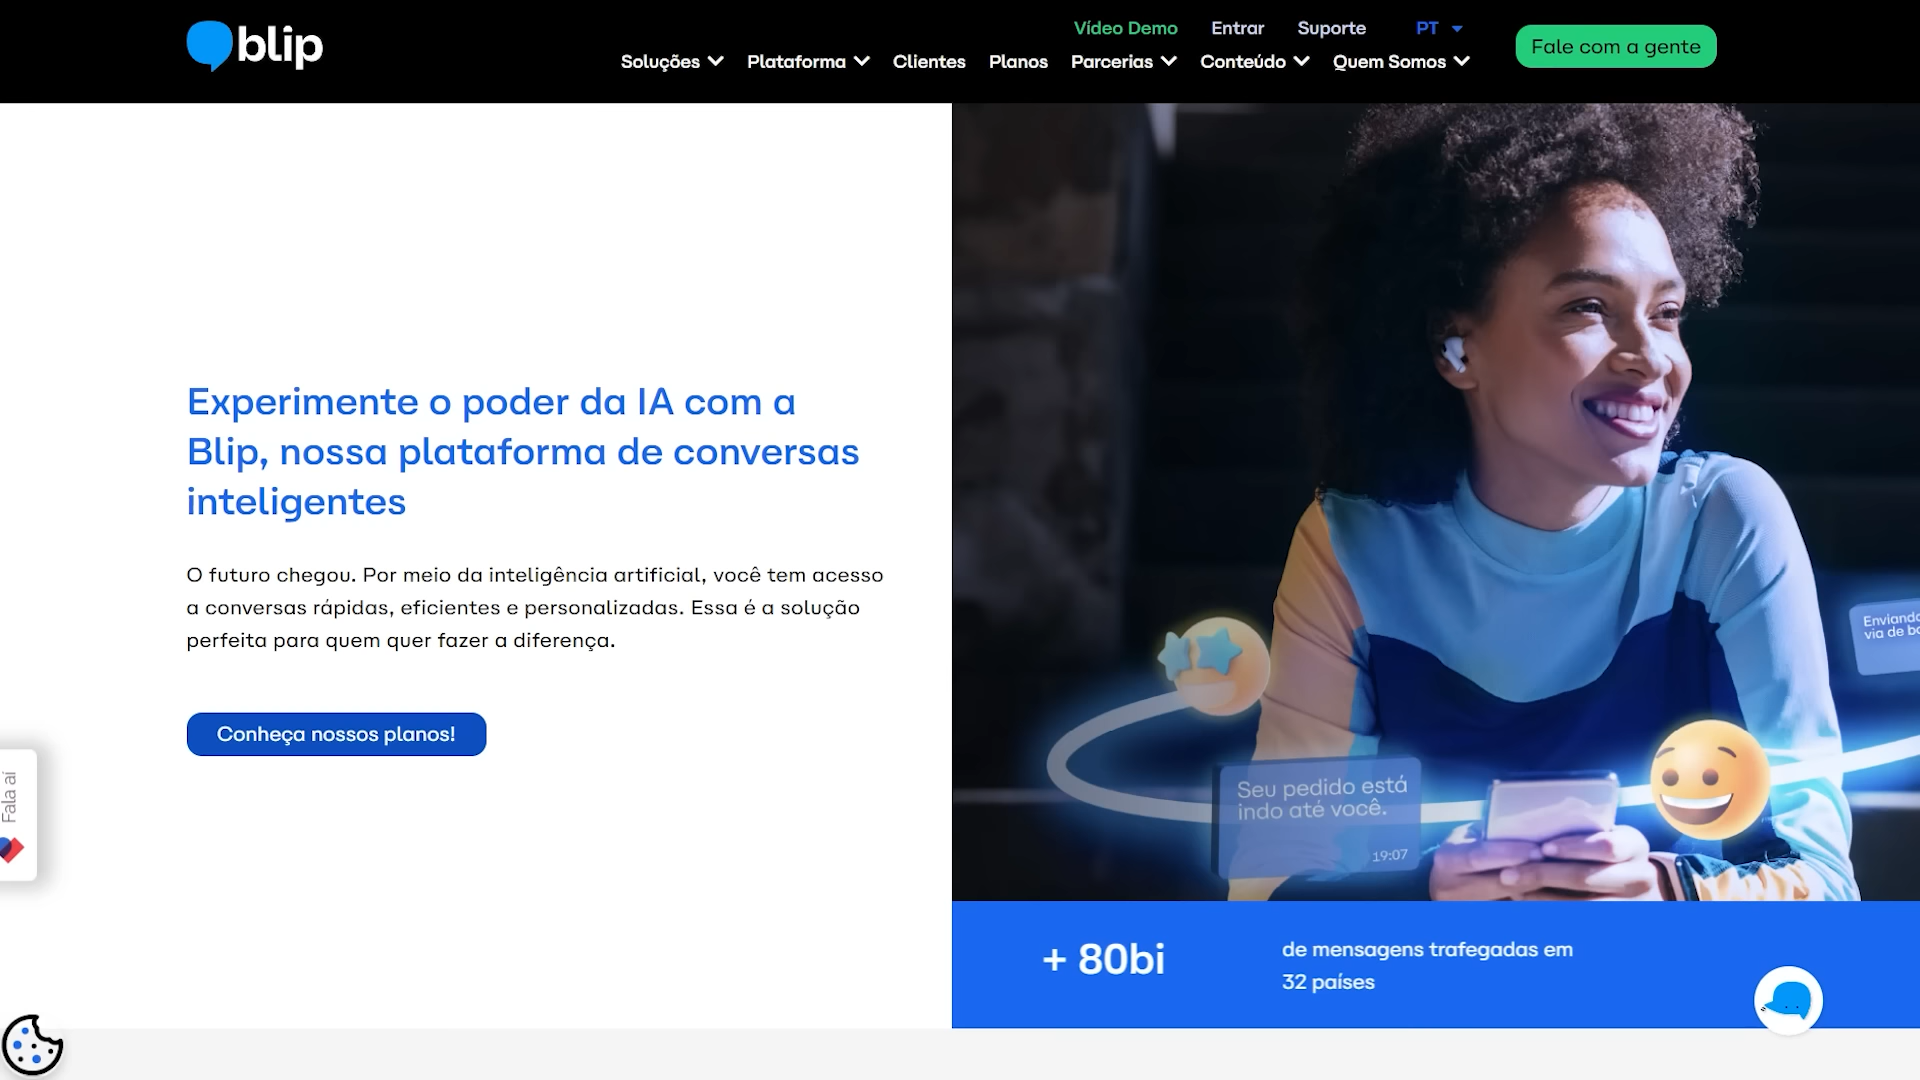 blip
Vídeo Demo
Entrar
Suporte
PT
Soluções
Plataforma
Clientes
Planos
Parcerias
Conteúdo
Quem Somos
Fale com a gente
Experimente o poder da IA com a
Blip, nossa plataforma de conversas
inteligentes
O futuro chegou. Por meio da inteligência artificial, você tem acesso
a conversas rápidas, eficientes e personalizadas. Essa é a solução
perfeita para quem quer fazer a diferença.
Conheça nossos planos!
Fala aí
Seu pedido está
indo até você.
19:07
via de
+ 80bi
de mensagens trafegadas em
32 países